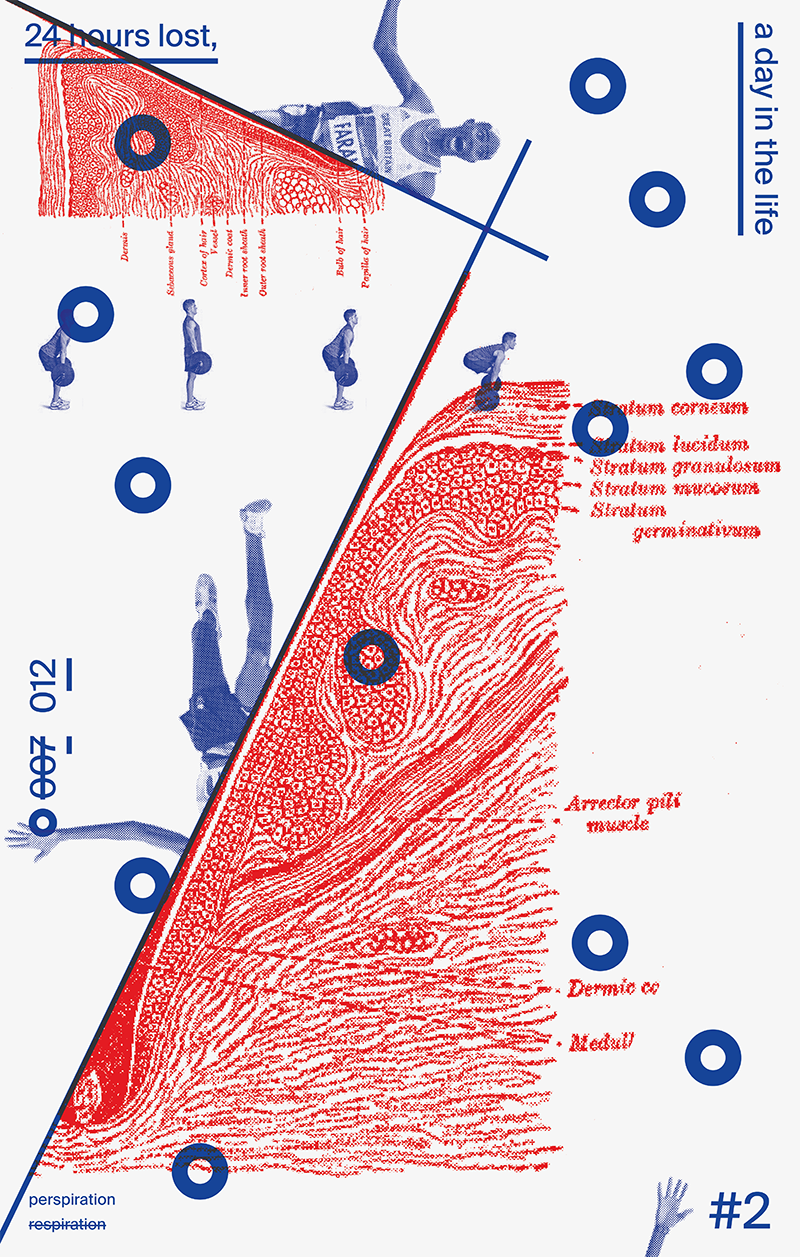 24 hours lost,
a day in the life
FARAH
GREAT BRITAIN
Dermis
Sebaceous gland
Cortex of hair
Vessel
Dermic coat
Inner root sheath
Outer root sheath
Bulb of hair
Papilla of hair
Stratum corneum
Stratum lucidum
Stratum granulosum
Stratum mucosum
Stratum
germinativum
012
007
Arrector pili
muscle
Dermic co
Medull
perspiration
respiration
#2